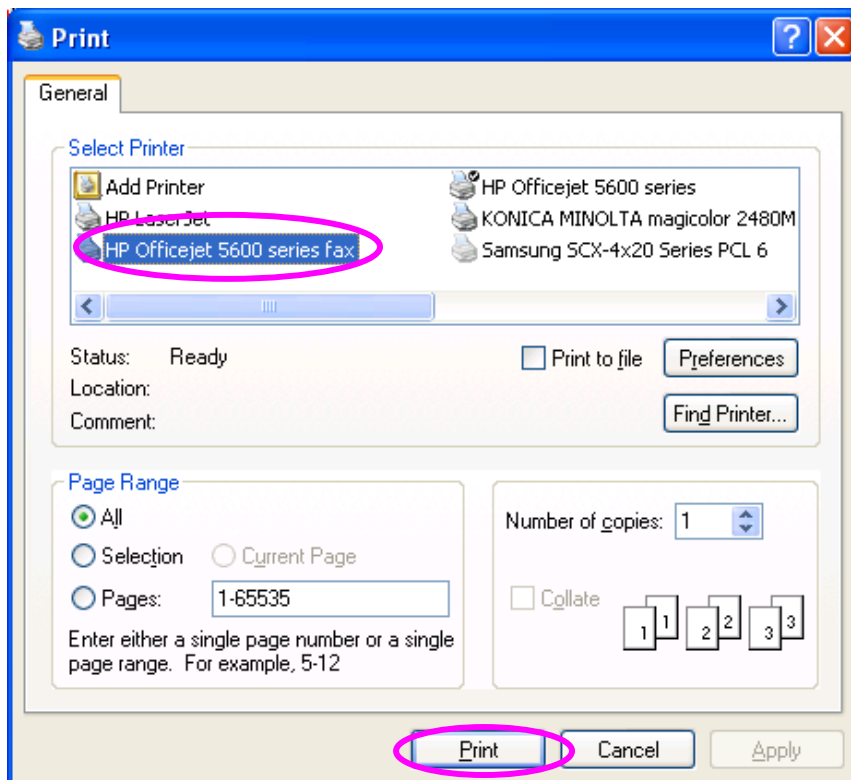 Print
General
Select Printer
Add Printer
HP LaserJet
HP Officejet 5600 series fax
HP Officejet 5600 series
KONICA MINOLTA magicolor 2480M
Samsung SCX-4x20 Series PCL 6
Status: Ready
Location:
Comment:
Print to file
Preferences
Find Printer...
Page Range
All
Selection Current Page
Pages: 1-65535
Enter either a single page number or a single
page range. For example, 5-12
Number of copies: 1
Collate
1 1 2 2 3 3
Print Cancel Apply